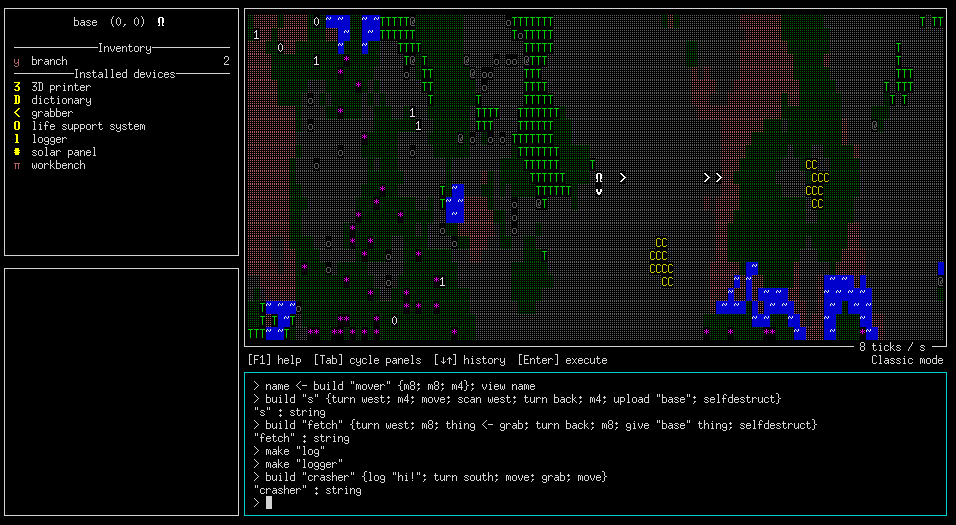 base (0, 0) Ω
Inventory
y branch 2
Installed devices
3 3D printer
D dictionary
< grabber
O life support system
l logger
* solar panel
π workbench
8 ticks / s
[F1] help [Tab] cycle panels [↓↑] history [Enter] execute Classic mode
> name <- build "mover" {m8; m8; m4}; view name
> build "s" {turn west; m4; move; scan west; turn back; m4; upload "base"; selfdestruct}
"s" : string
> build "fetch" {turn west; m8; thing <- grab; turn back; m8; give "base" thing; selfdestruct}
"fetch" : string
> make "log"
> make "logger"
> build "crasher" {log "hi!"; turn south; move; grab; move}
"crasher" : string
>